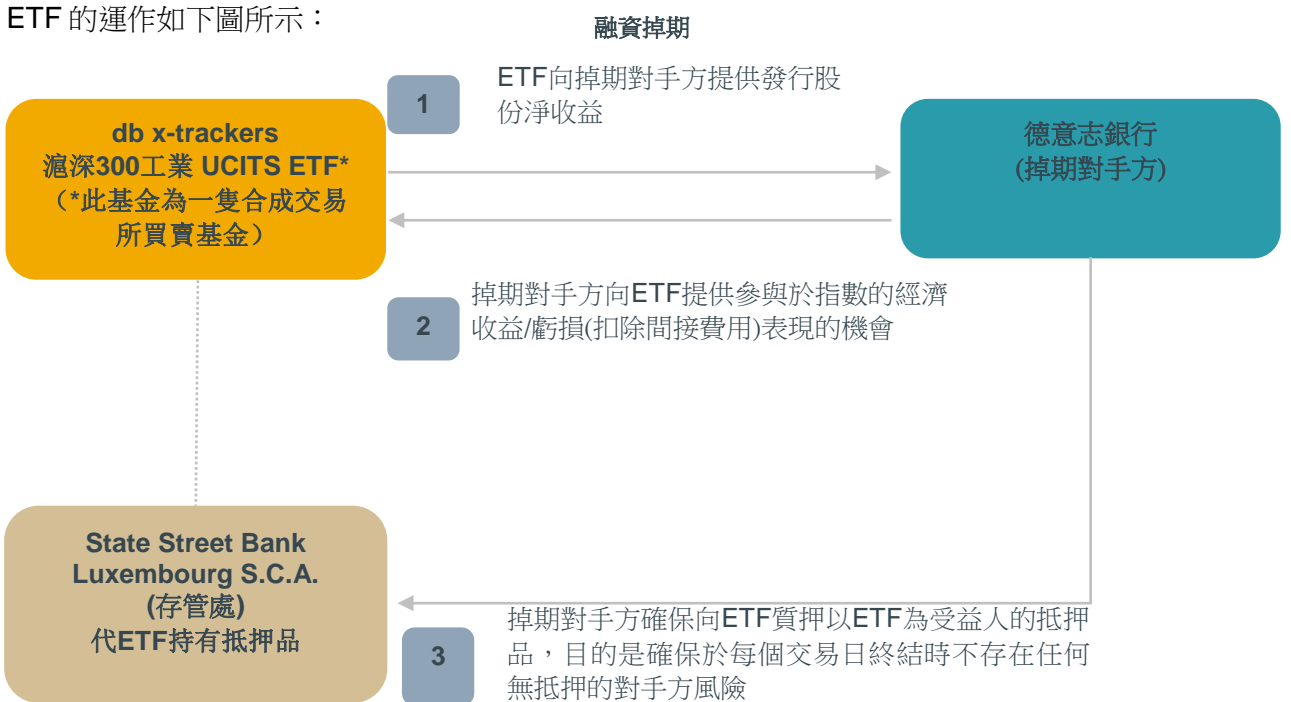 ETF 的運作如下圖所示：
融資掉期
1
ETF向掉期對手方提供發行股
份淨收益
db x-trackers
滬深300工業 UCITS ETF*
（*此基金為一隻合成交易
所買賣基金）
德意志銀行
(掉期對手方)
2
掉期對手方向ETF提供參與於指數的經濟
收益/虧損(扣除間接費用)表現的機會
State Street Bank
Luxembourg S.C.A.
(存管處)
代ETF持有抵押品
3
掉期對手方確保向ETF質押以ETF為受益人的抵押
品，目的是確保於每個交易日終結時不存在任何
無抵押的對手方風險